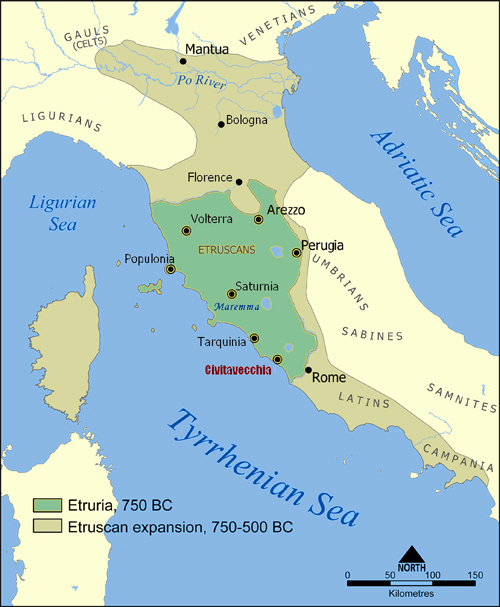 GAULS
(CELTS)
VENETIANS
Mantua
Po River
Bologna
LIGURIANS
Adriatic Sea
Florence
Ligurian
Sea
Arezzo
Volterra
ETRUSCANS
Perugia
Populonia
UMBRIANS
Saturnia
Maremma
SABINES
Tarquinia
Civitavecchia
Rome
SAMNITES
LATINS
CAMPANIA
Tyrrhenian Sea
Etruria, 750 BC
Etruscan expansion, 750-500 BC
NORTH
0 50 100 150
Kilometres